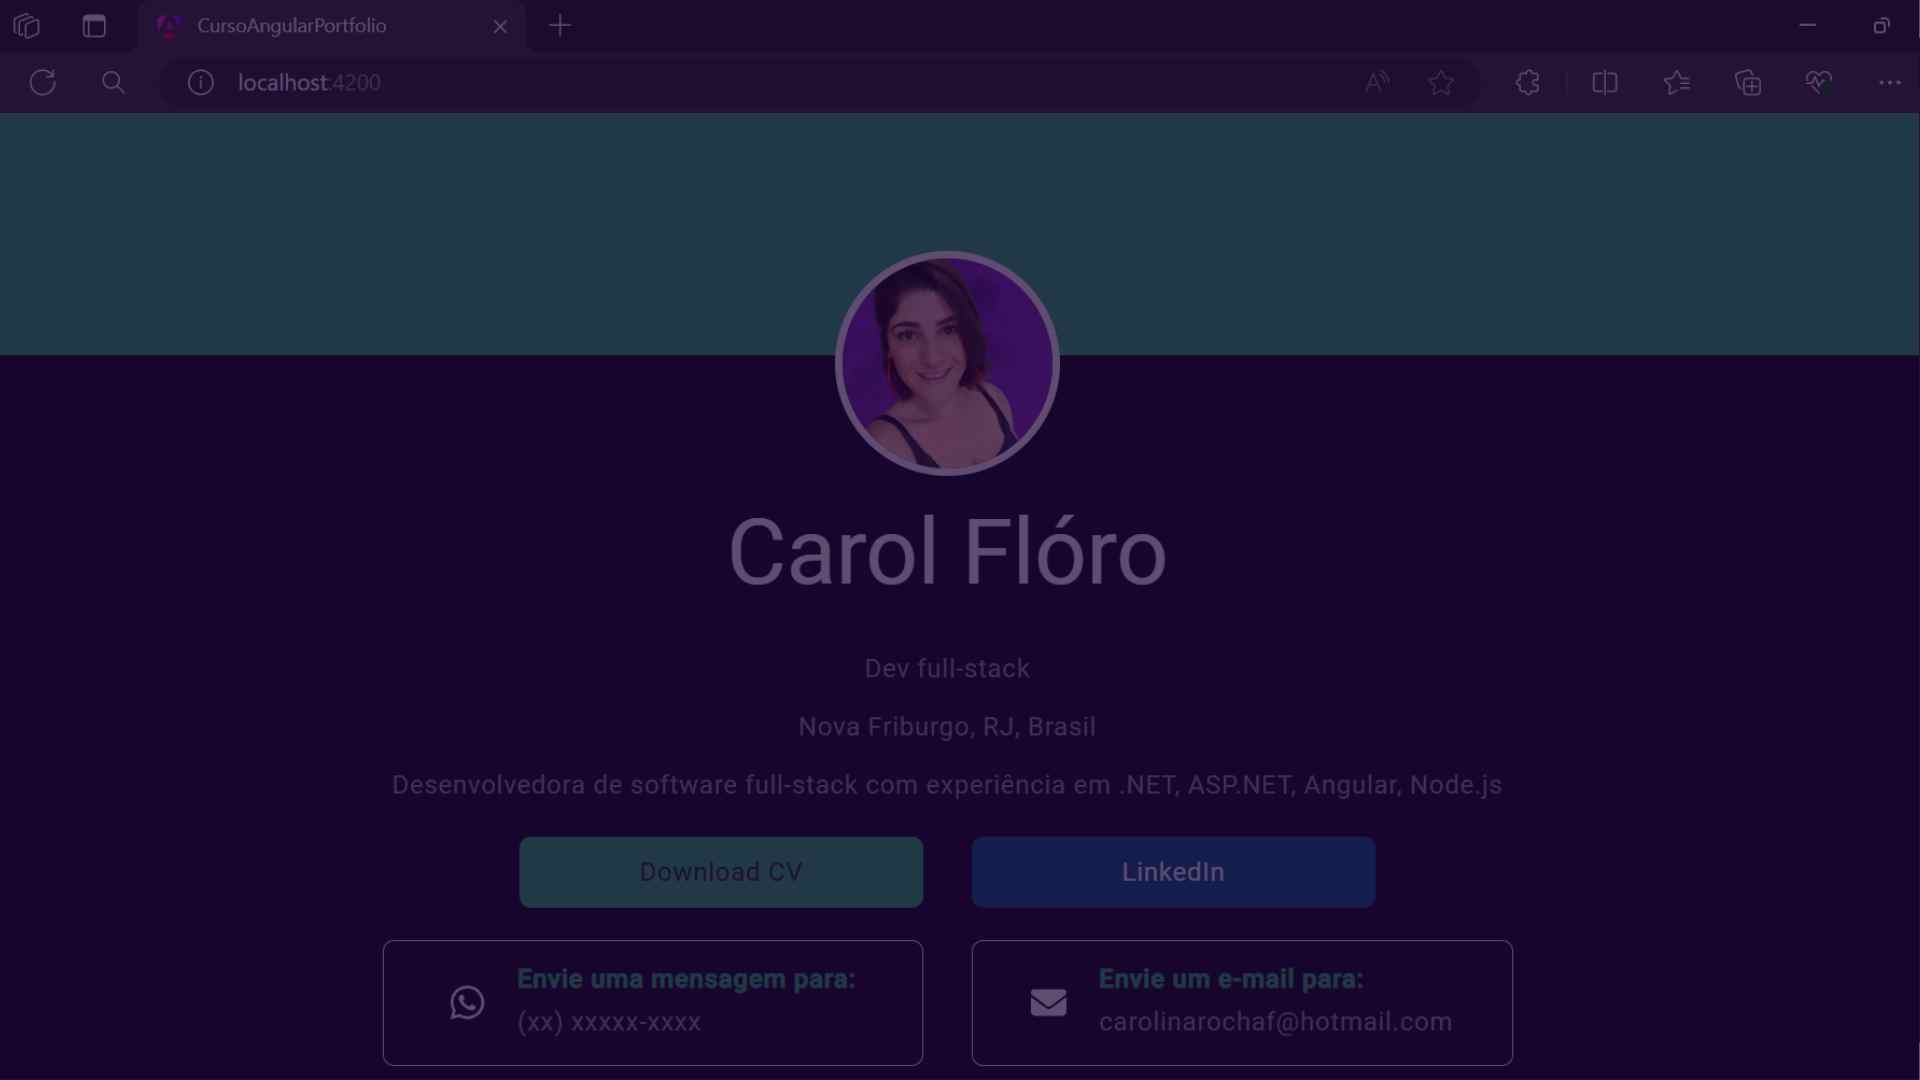 CursoAngularPortfolio
localhost:4200
Carol Flóro
Dev full-stack
Nova Friburgo, RJ, Brasil
Desenvolvedora de software full-stack com experiência em .NET, ASP.NET, Angular, Node.js
Download CV
LinkedIn
Envie uma mensagem para:
(xx) xxxxx-xxxx
Envie um e-mail para:
carolinarochaf@hotmail.com